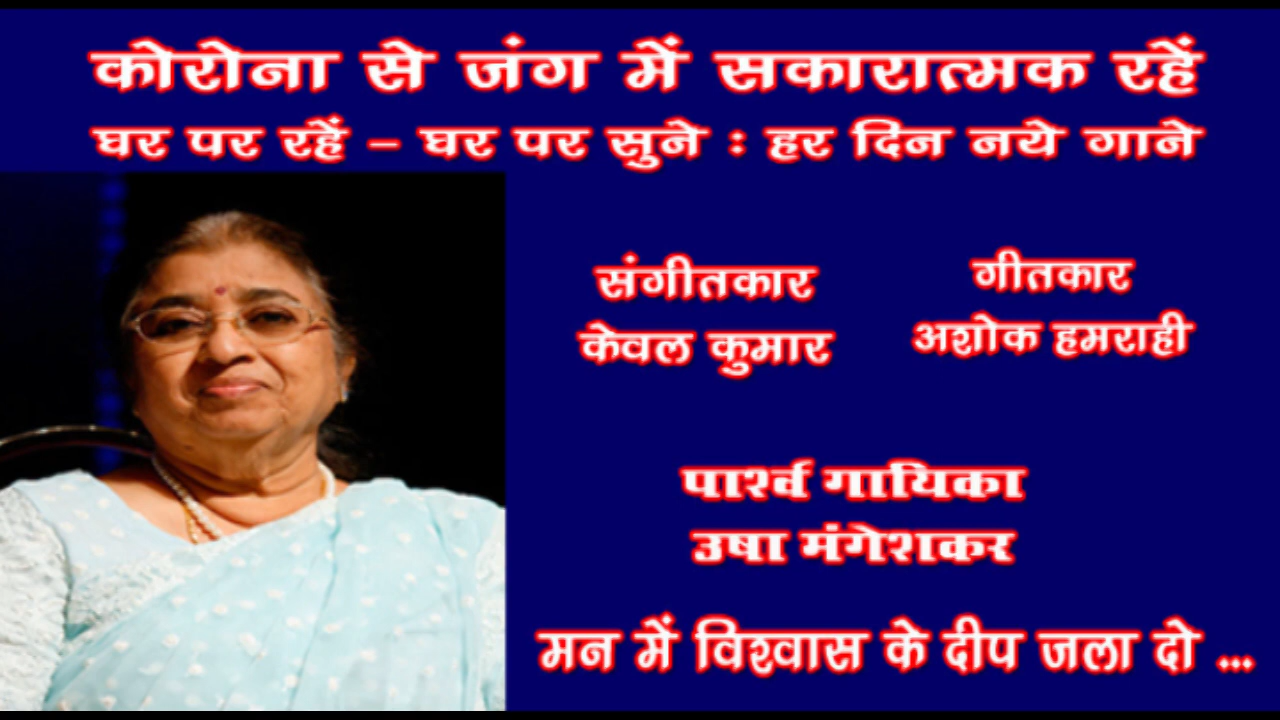 कोरोना से जंग में सकारात्मक रहें
घर पर रहें – घर पर सुने : हर दिन नये गाने
संगीतकार
केवल कुमार
गीतकार
अशोक हमराही
पार्श्व गायिका
उषा मंगेशकर
मन में विश्वास के दीप जला दो ...